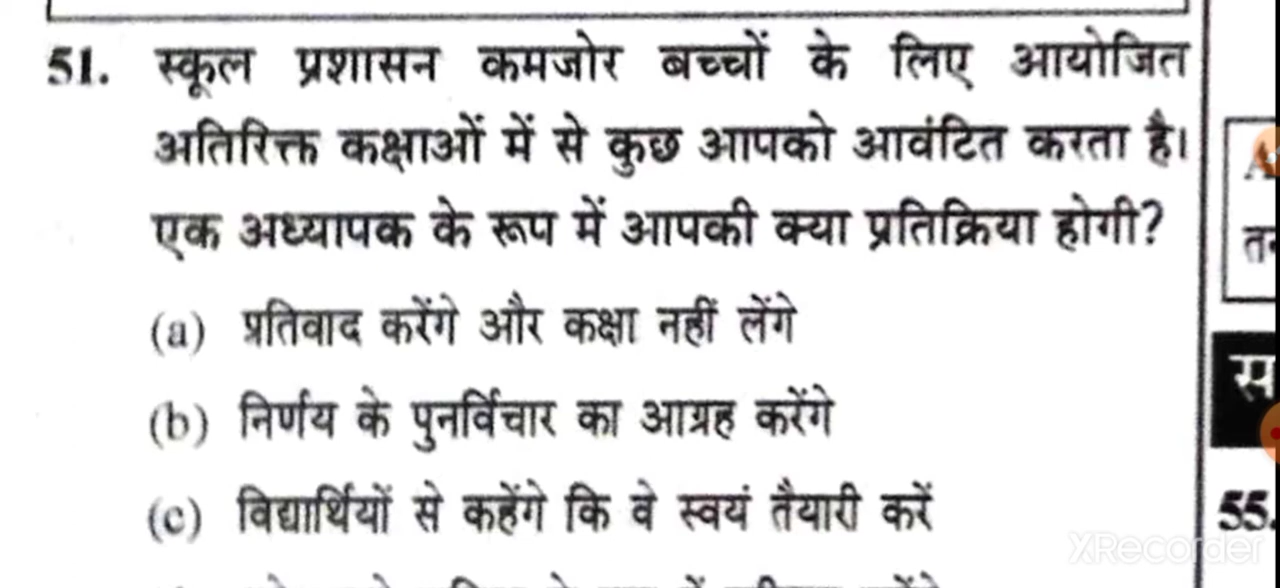 51. स्कूल प्रशासन कमजोर बच्चों के लिए आयोजित
अतिरिक्त कक्षाओं में से कुछ आपको आवंटित करता है।
एक अध्यापक के रूप में आपकी क्या प्रतिक्रिया होगी?
(a) प्रतिवाद करेंगे और कक्षा नहीं लेंगे
(b) निर्णय के पुनर्विचार का आग्रह करेंगे
(c) विद्यार्थियों से कहेंगे कि वे स्वयं तैयारी करें
55.
XRecorder